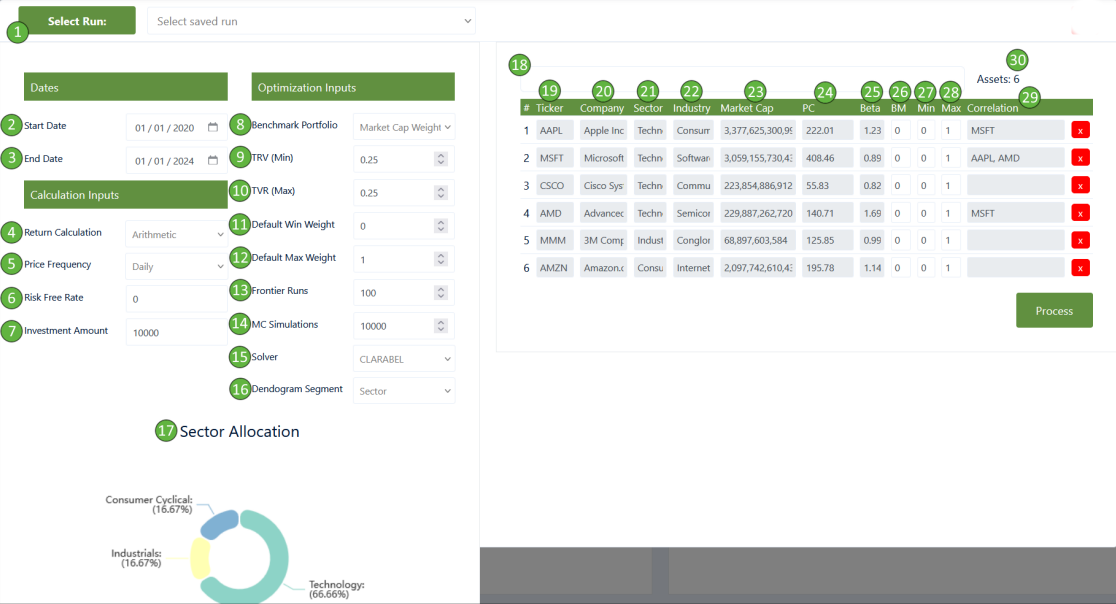 Select Run:
Select saved run
1
Dates
Optimization Inputs
2 Start Date 01/01/2020
3 End Date 01/01/2024
Calculation Inputs
4 Return Calculation Arithmetic
5 Price Frequency Daily
6 Risk Free Rate 0
7 Investment Amount 10000
8 Benchmark Portfolio Market Cap Weight
9 TRV (Min) 0.25
10 TVR (Max) 0.25
11 Default Win Weight 0
12 Default Max Weight 1
13 Frontier Runs 100
14 MC Simulations 10000
15 Solver CLARABEL
16 Dendogram Segment Sector
17 Sector Allocation
Consumer Cyclical:
(16.67%)
Industrials:
(16.67%)
Technology:
(66.66%)
18
30
Assets: 6
19 20 21 22 23 24 25 26 27 28 29
# Ticker Company Sector Industry Market Cap PC Beta BM Min Max Correlation
1 AAPL Apple Inc Techn Consum 3,377,625,300,99 222.01 1.23 0 0 1 MSFT x
2 MSFT Microsoft Techn Softwar 3,059,155,730,43 408.46 0.89 0 0 1 AAPL, AMD x
3 CSCO Cisco Sys Techn Commu 223,854,886,912 55.83 0.82 0 0 1 x
4 AMD Advanced Techn Semicor 229,887,262,720 140.71 1.69 0 0 1 MSFT x
5 MMM 3M Comp Indust Conglor 68,897,603,584 125.85 0.99 0 0 1 x
6 AMZN Amazon.c Consu Internet 2,097,742,610,43 195.78 1.14 0 0 1 x
Process